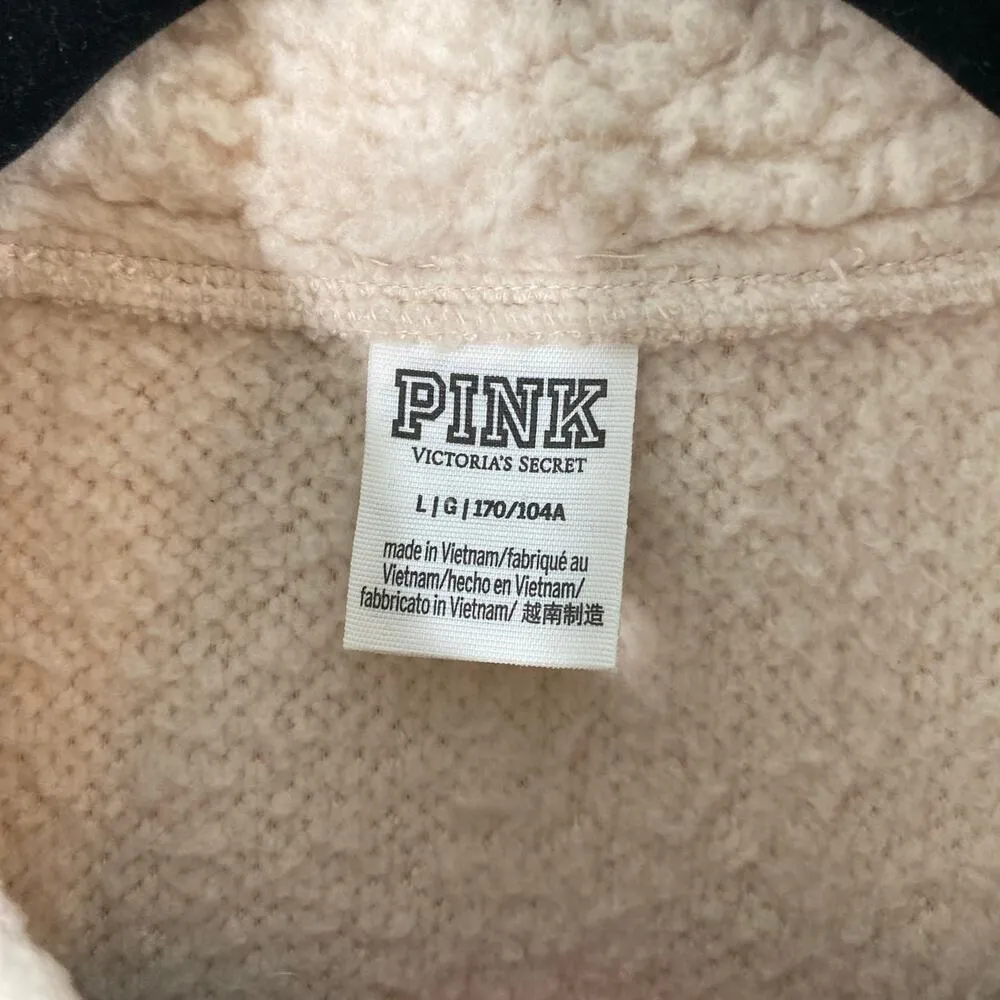 PINK
VICTORIA'S SECRET
L | G | 170/104A
made in Vietnam/fabriqué au
Vietnam/hecho en Vietnam/
fabbricato in Vietnam/ 越南制造